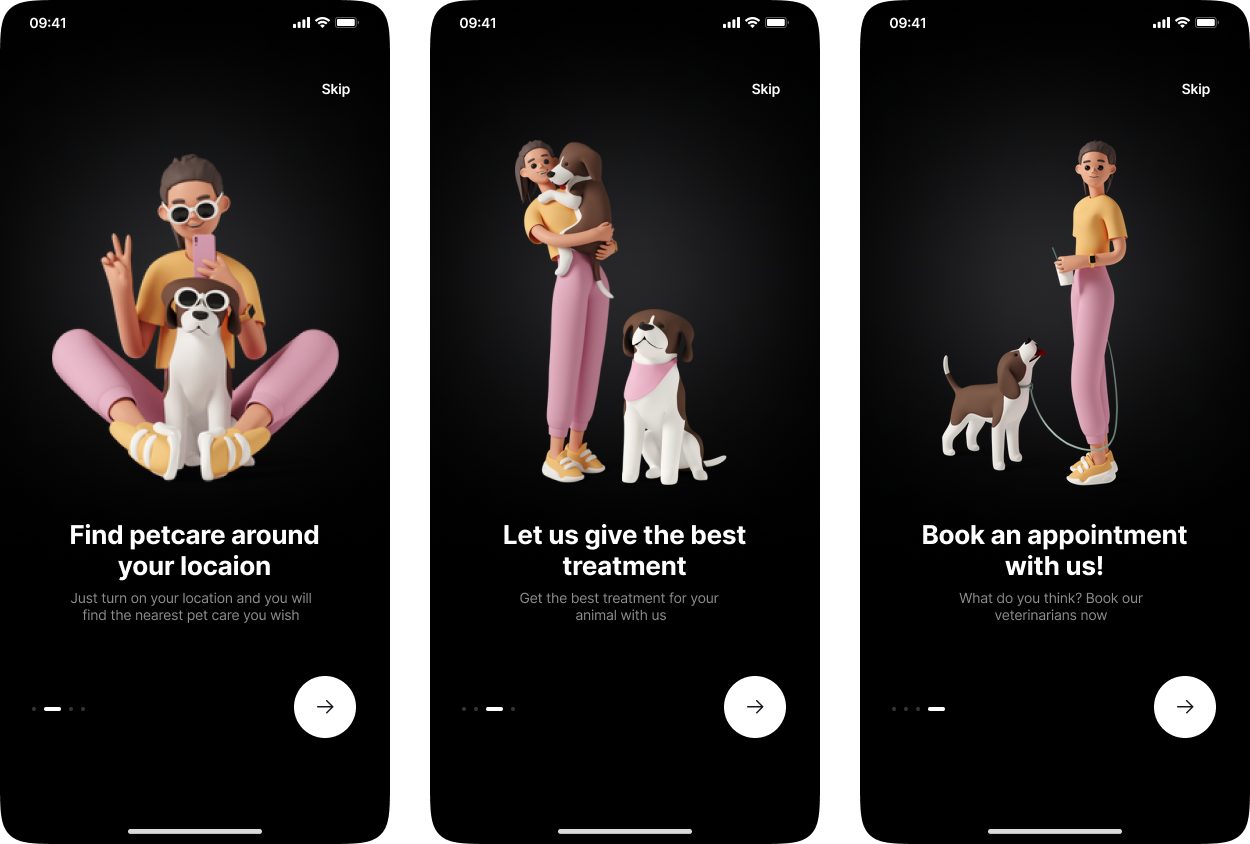 09:41
Skip
Find petcare around
your locaion
Just turn on your location and you will
find the nearest pet care you wish
09:41
Skip
Let us give the best
treatment
Get the best treatment for your
animal with us
09:41
Skip
Book an appointment
with us!
What do you think? Book our
veterinarians now